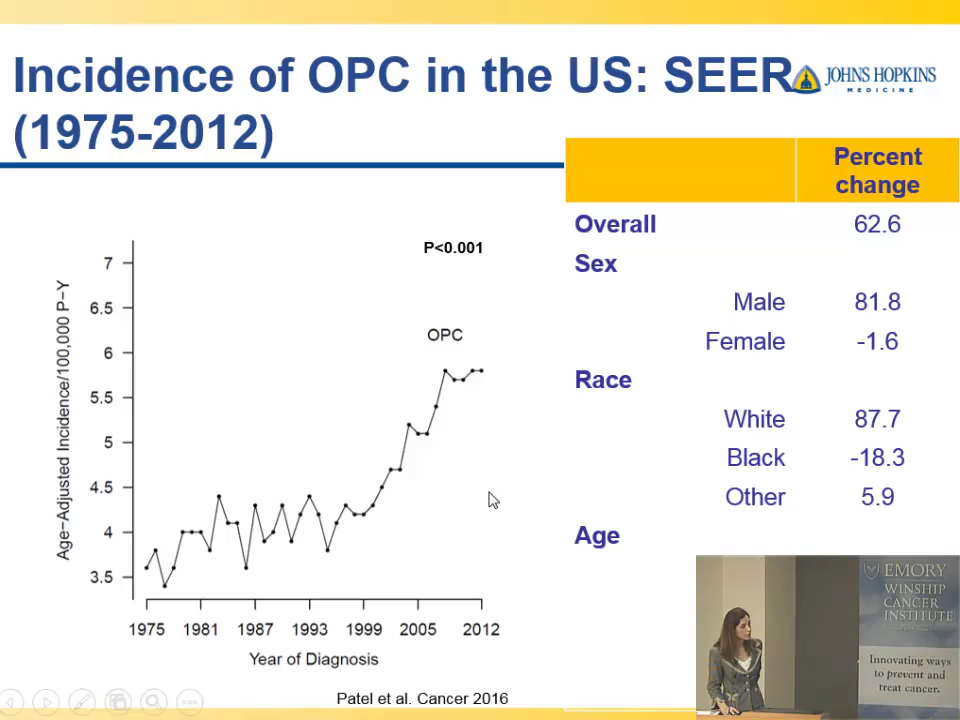 Incidence of OPC in the US: SEER
(1975-2012)
JOHNS HOPKINS
MEDICINE
Percent
change
Overall 62.6
Sex
Male 81.8
Female -1.6
Race
White 87.7
Black -18.3
Other 5.9
Age
P<0.001
OPC
Age-Adjusted Incidence/100,000 P-Y
7
6.5
6
5.5
5
4.5
4
3.5
1975 1981 1987 1993 1999 2005 2012
Year of Diagnosis
Patel et al. Cancer 2016
EMORY
WINSHIP
CANCER
INSTITUTE
Innovating ways
to prevent and
treat cancer.